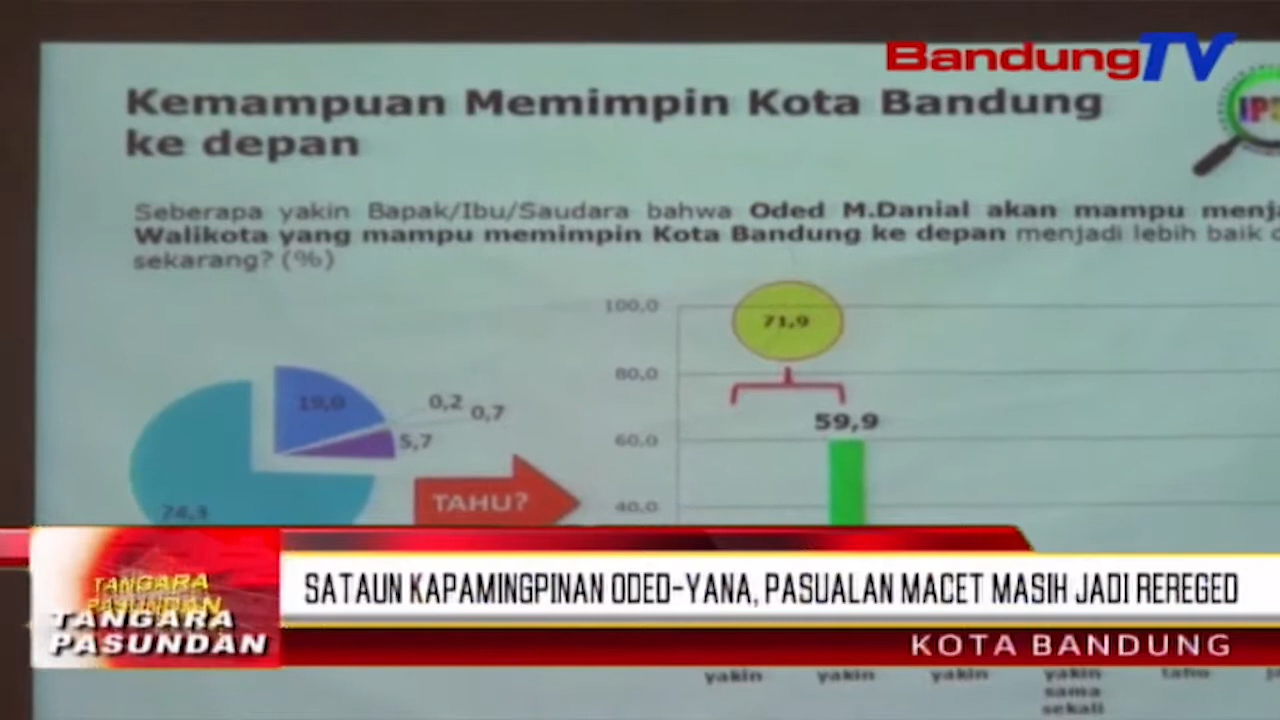 BandungTV
Kemampuan Memimpin Kota Bandung
ke depan
Seberapa yakin Bapak/Ibu/Saudara bahwa Oded M.Danial akan mampu
Walikota yang mampu memimpin Kota Bandung ke depan menjadi lebih baik
sekarang? (%)
100,0
71,9
80,0
19,0
0,2
0,7
59,9
5,7
60.0
TAHU?
40,0
74,3
SATAUN KAPAMINGPINAN ODED-YANA, PASUALAN MACET MASIH JADI REREGED
TANGARA
PASUNDAN
TANGARA
PASUNDAN
KOTA BANDUNG
yakin yakin yakin yakin
sama
sekali